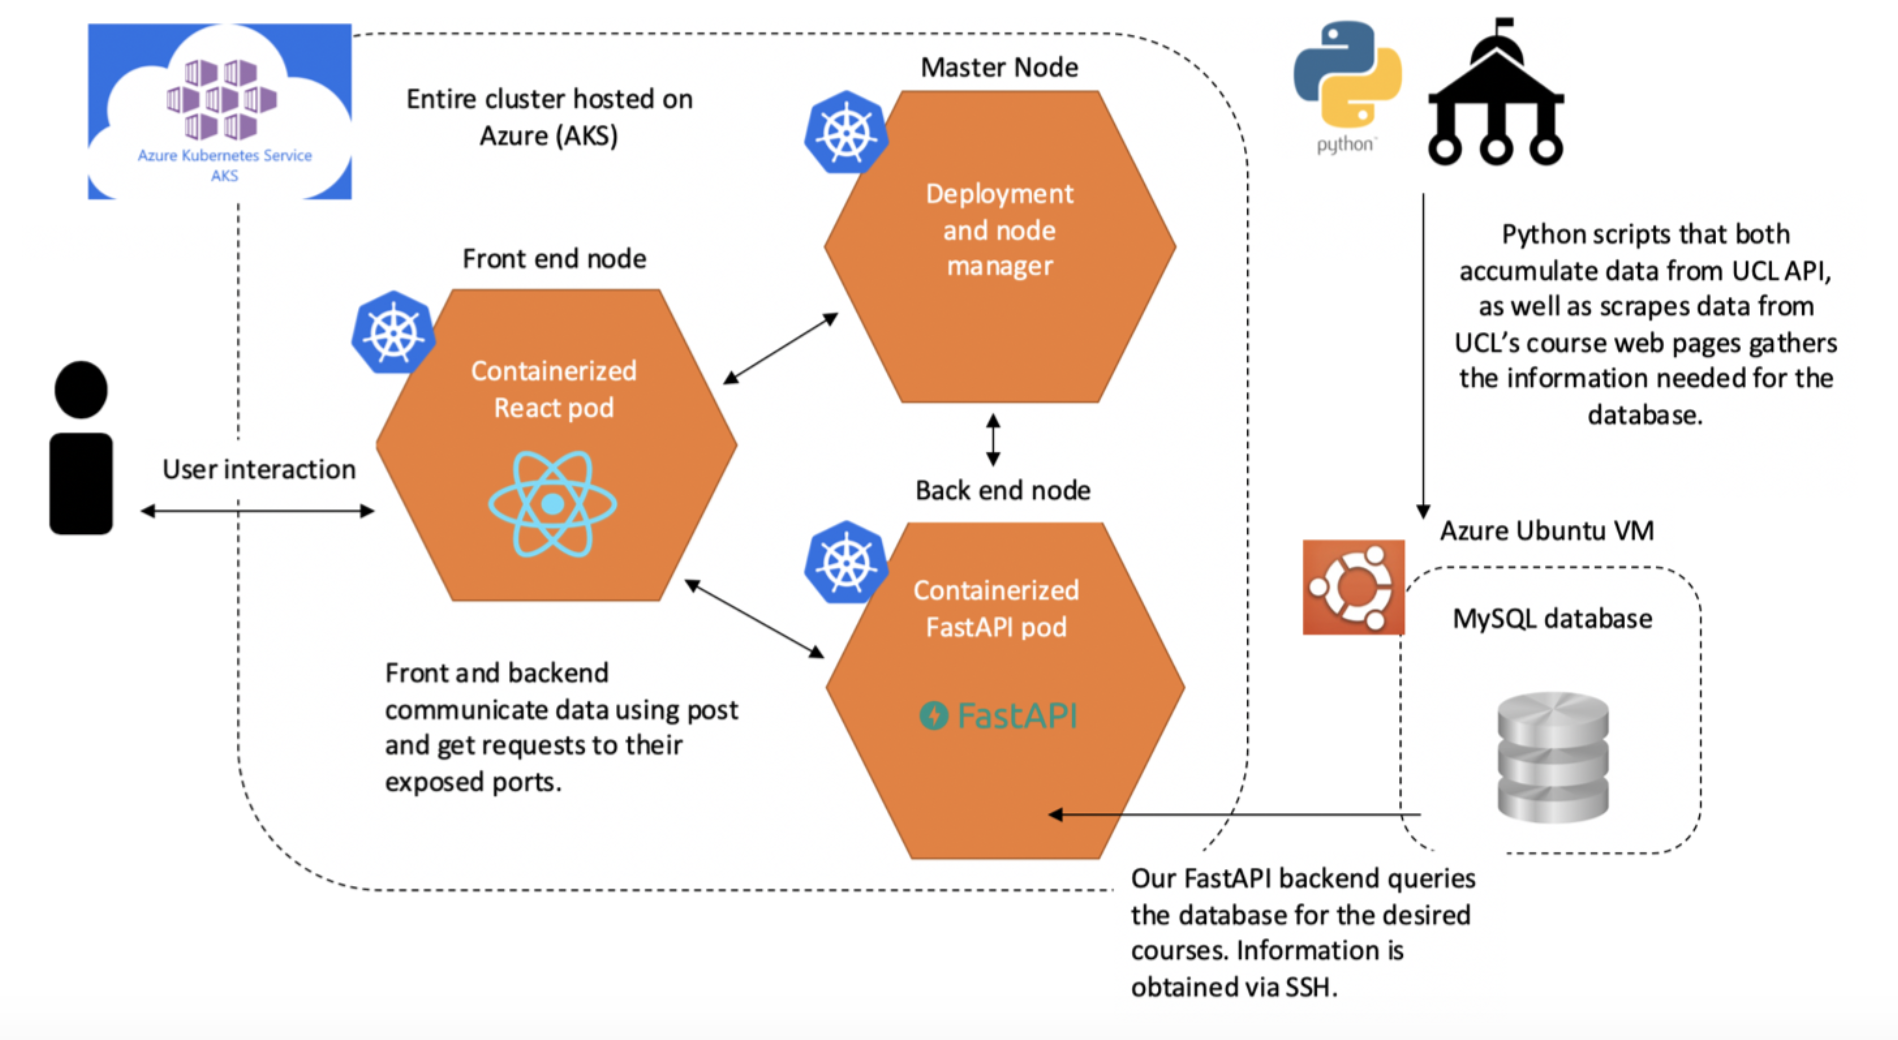 Azure Kubernetes Service
AKS
Entire cluster hosted on
Azure (AKS)
Master Node
Deployment
and node
manager
Front end node
Containerized
React pod
User interaction
Back end node
Containerized
FastAPI pod
FastAPI
Front and backend
communicate data using post
and get requests to their
exposed ports.
python™
Python scripts that both
accumulate data from UCL API,
as well as scrapes data from
UCL’s course web pages gathers
the information needed for the
database.
Azure Ubuntu VM
MySQL database
Our FastAPI backend queries
the database for the desired
courses. Information is
obtained via SSH.